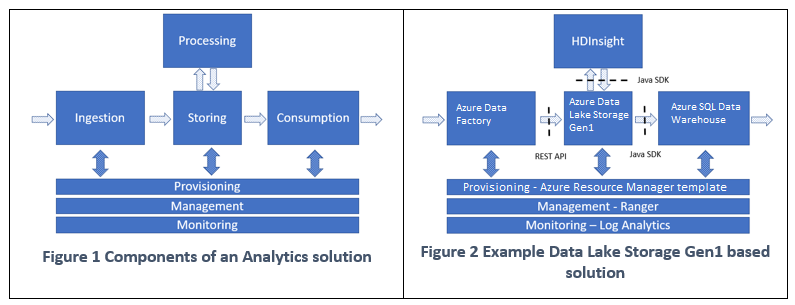 Processing
Ingestion
Storing
Consumption
Provisioning
Management
Monitoring
Figure 1 Components of an Analytics solution
HDInsight
Java SDK
Azure Data
Factory
Azure Data
Lake Storage
Gen1
Azure SQL Data
Warehouse
REST API
Java SDK
Provisioning - Azure Resource Manager template
Management - Ranger
Monitoring – Log Analytics
Figure 2 Example Data Lake Storage Gen1 based
solution